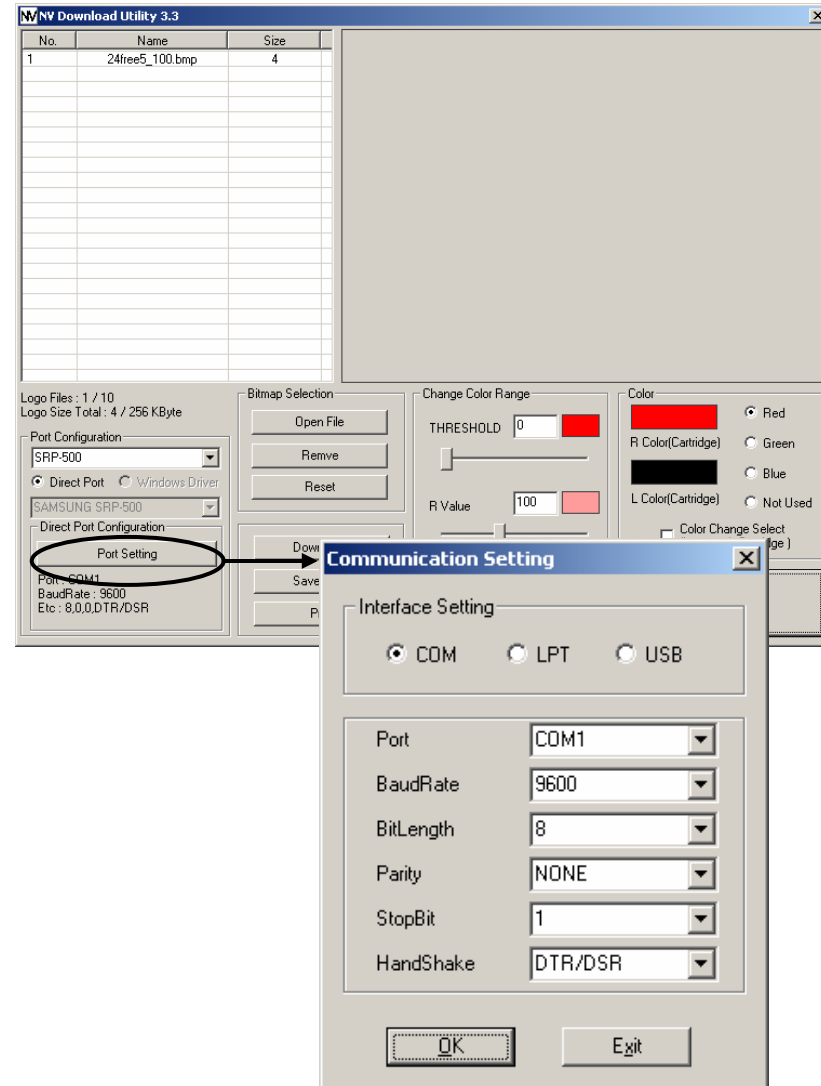 NV Download Utility 3.3
No. Name Size
1 24free5_100.bmp 4
Logo Files : 1 / 10
Logo Size Total : 4 / 256 KByte
Port Configuration
SRP-500
Direct Port Windows Driver
SAMSUNG SRP-500
Direct Port Configuration
Port Setting
Port : COM1
BaudRate : 9600
Etc : 8,0,0,DTR/DSR
Bitmap Selection
Open File
Remve
Reset
Down
Save
P
Change Color Range
THRESHOLD 0
R Value 100
Color
R Color(Cartridge)
L Color(Cartridge)
Red
Green
Blue
Not Used
Color Change Select
dge )
Communication Setting
Interface Setting
COM LPT USB
Port COM1
BaudRate 9600
BitLength 8
Parity NONE
StopBit 1
HandShake DTR/DSR
OK Exit